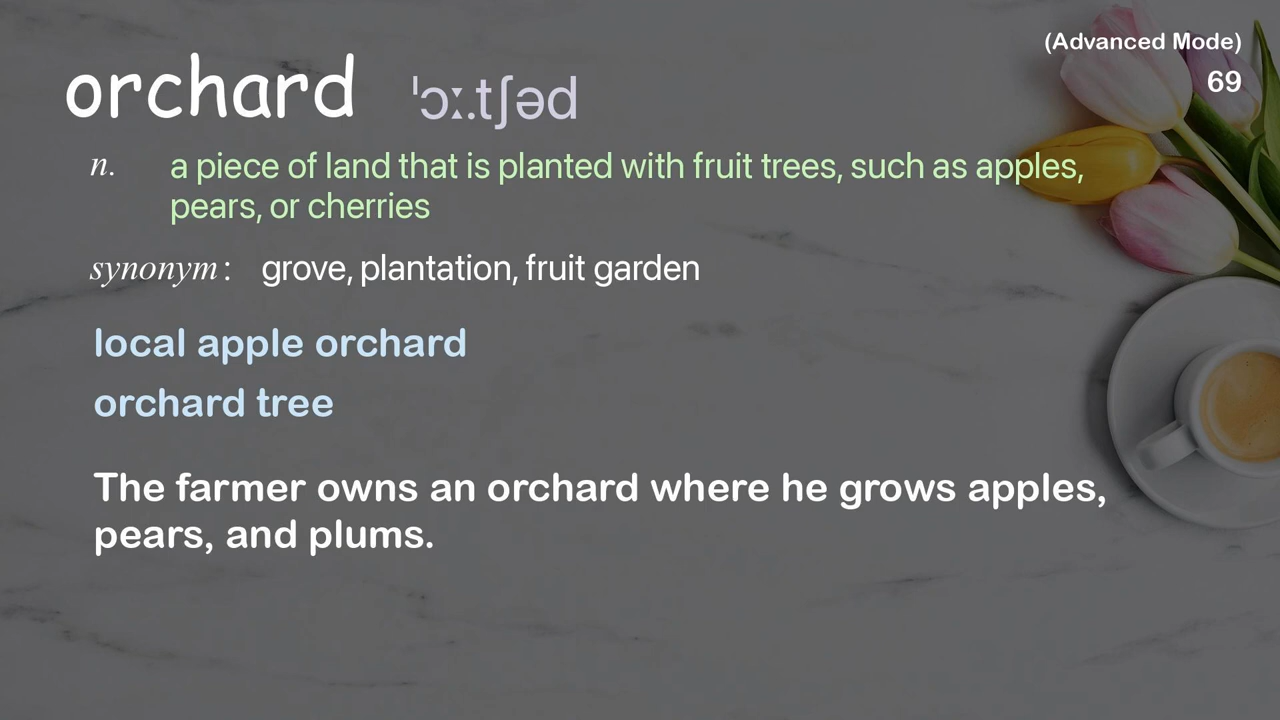 (Advanced Mode)
69
orchard ˈɔː.tʃəd
n. a piece of land that is planted with fruit trees, such as apples,
pears, or cherries
synonym: grove, plantation, fruit garden
local apple orchard
orchard tree
The farmer owns an orchard where he grows apples,
pears, and plums.